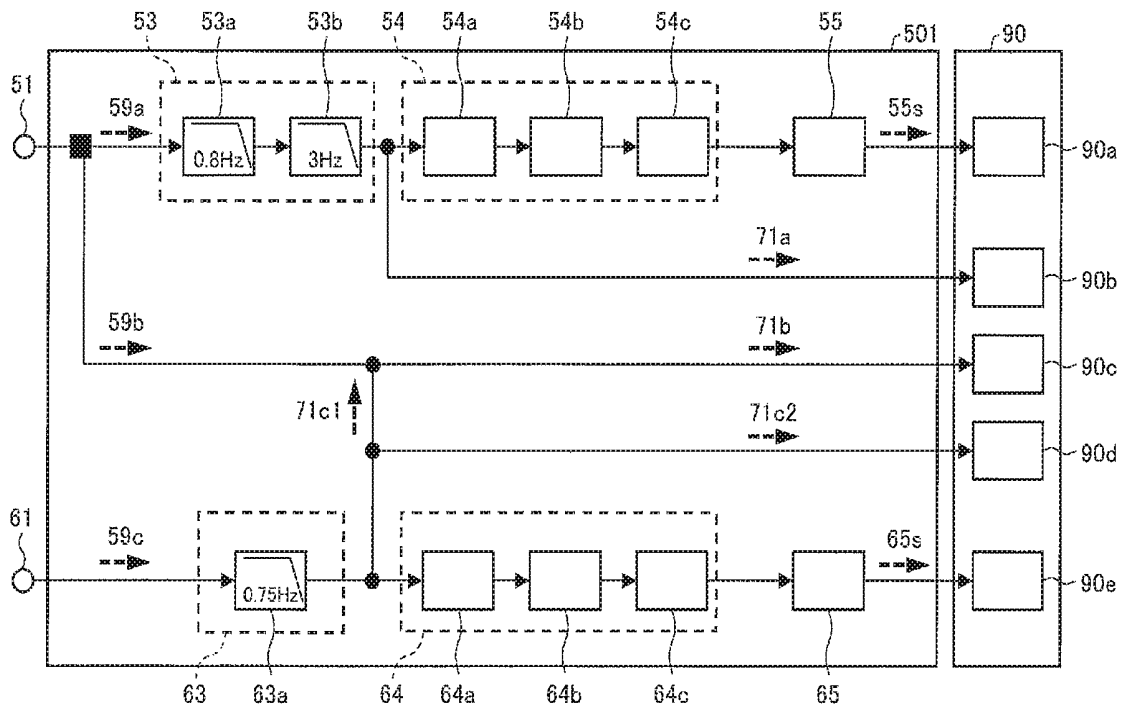 53 53a 53b 54 54a 54b 54c 55 501 90
51 59a 55s
0.8Hz 3Hz 90a
71a
90b
59b 71b
90c
71c1 71c2
90d
61 59c 65s
0.75Hz 90e
63 63a 64 64a 64b 64c 65